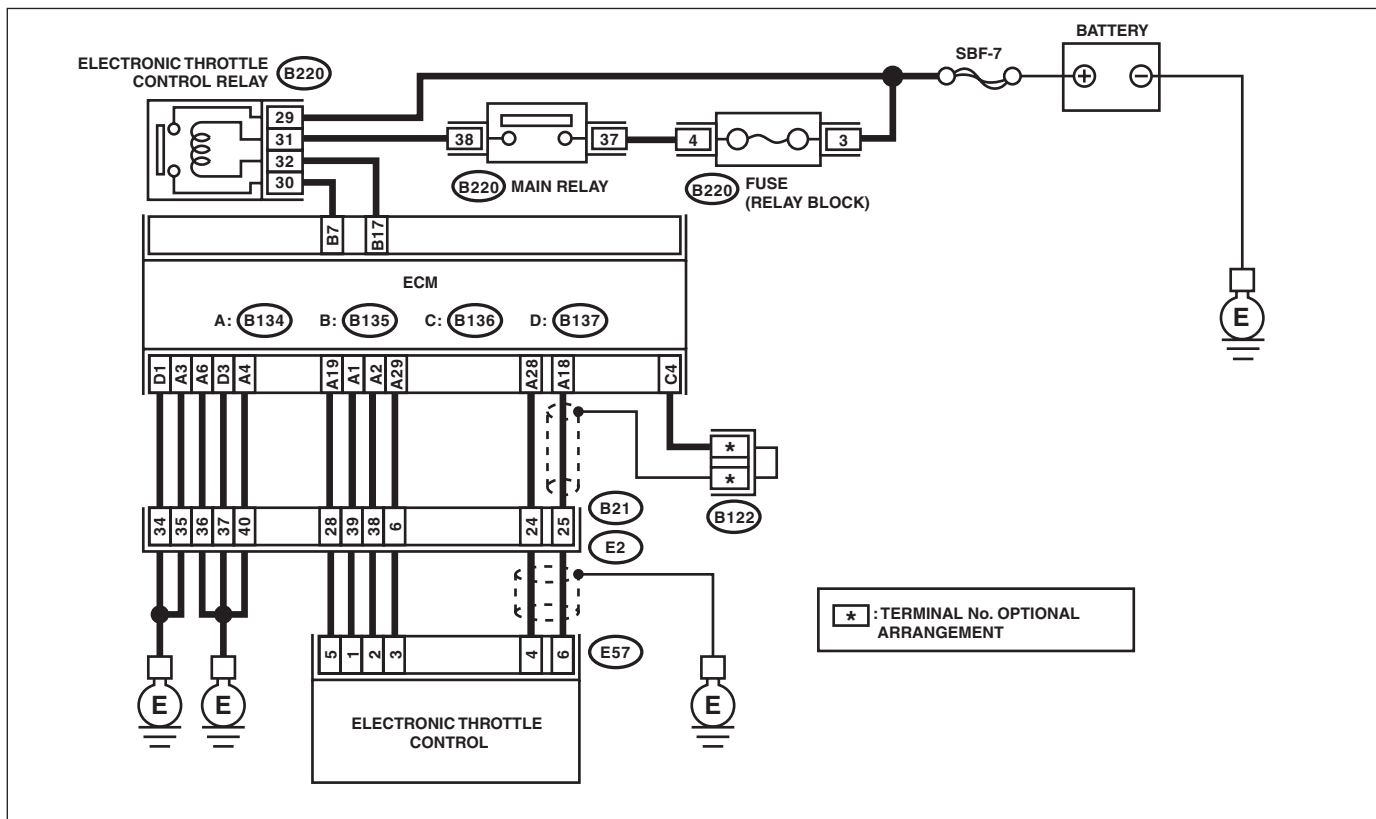 BATTERY
SBF-7
ELECTRONIC THROTTLE
CONTROL RELAY
B220
29
31
32
30
38
37
4
3
B220 MAIN RELAY
B220 FUSE
(RELAY BLOCK)
B7
B17
ECM
A: B134 B: B135 C: B136 D: B137
E
D1
A3
A6
D3
A4
A19
A1
A2
A29
A28
A18
C4
*
*
B122
B21
34
35
36
37
40
28
39
38
6
24
25
E2
* : TERMINAL No. OPTIONAL
ARRANGEMENT
5
1
2
3
4
6
E57
E
E
E
ELECTRONIC THROTTLE
CONTROL